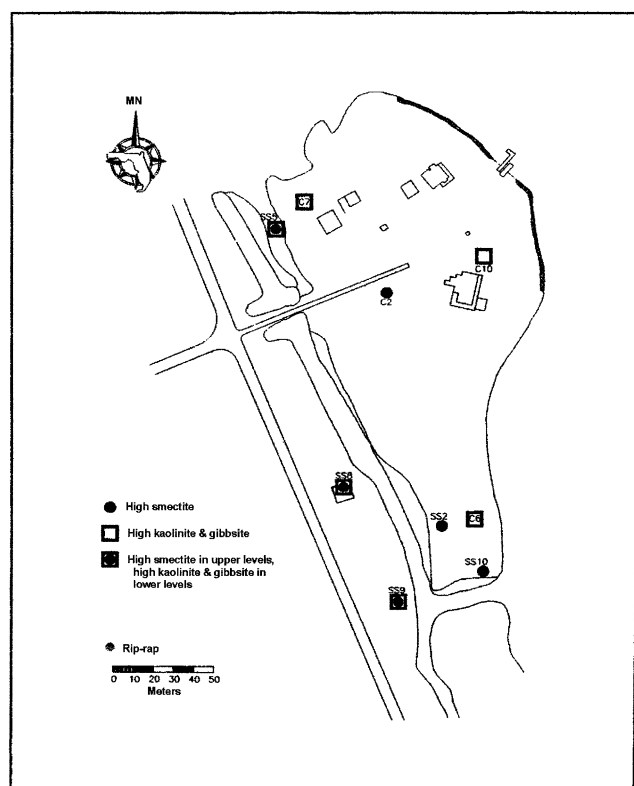 MN
C7
SS5
C10
C2
SS8
High smectite
High kaolinite & gibbsite
High smectite in upper levels,
high kaolinite & gibbsite in
lower levels
SS2
C6
SS10
SS9
Rip-rap
0 10 20 30 40 50
Meters